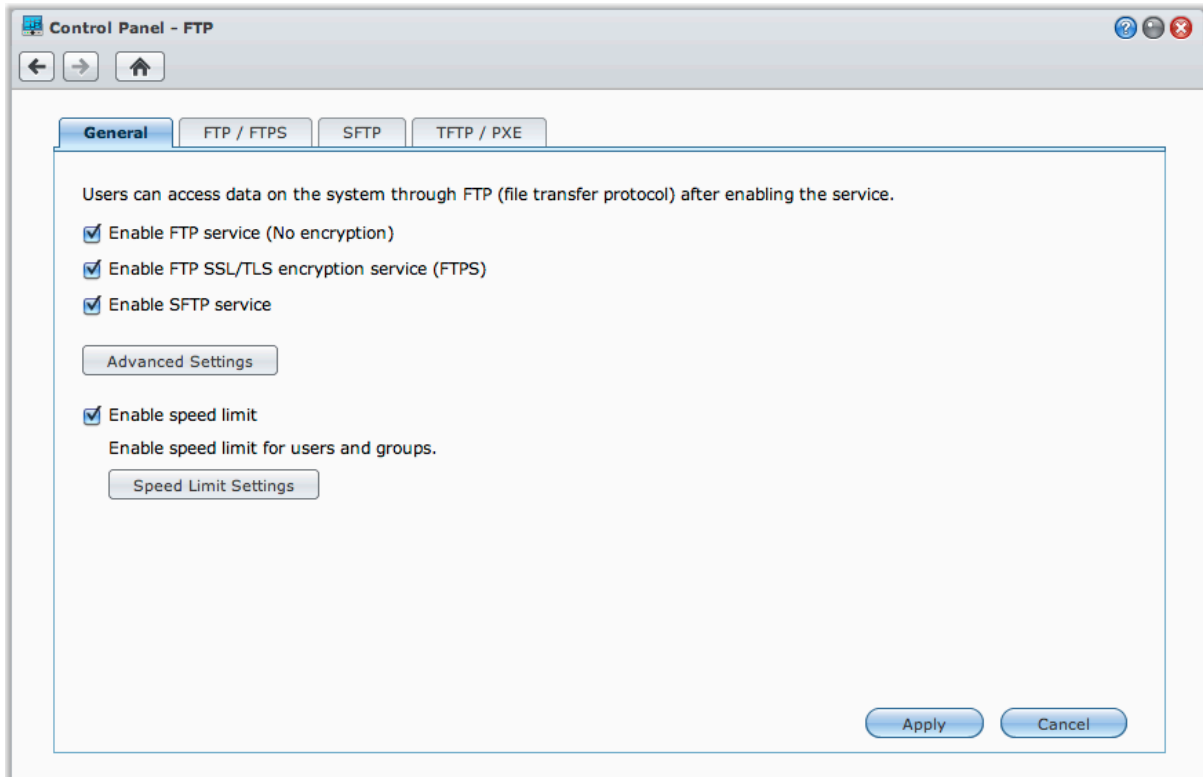 Control Panel - FTP
General
FTP / FTPS
SFTP
TFTP / PXE
Users can access data on the system through FTP (file transfer protocol) after enabling the service.
Enable FTP service (No encryption)
Enable FTP SSL/TLS encryption service (FTPS)
Enable SFTP service
Advanced Settings
Enable speed limit
Enable speed limit for users and groups.
Speed Limit Settings
Apply
Cancel